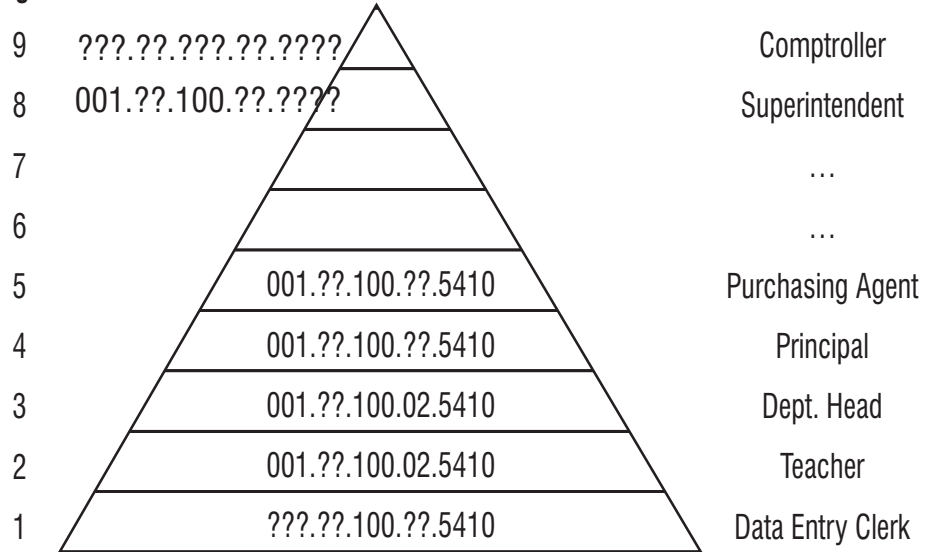 9 ???.??.???.??.???? Comptroller
8 001.??.100.??.???? Superintendent
7 ...
6 ...
5 001.??.100.??.5410 Purchasing Agent
4 001.??.100.??.5410 Principal
3 001.??.100.02.5410 Dept. Head
2 001.??.100.02.5410 Teacher
1 ???.??.100.??.5410 Data Entry Clerk